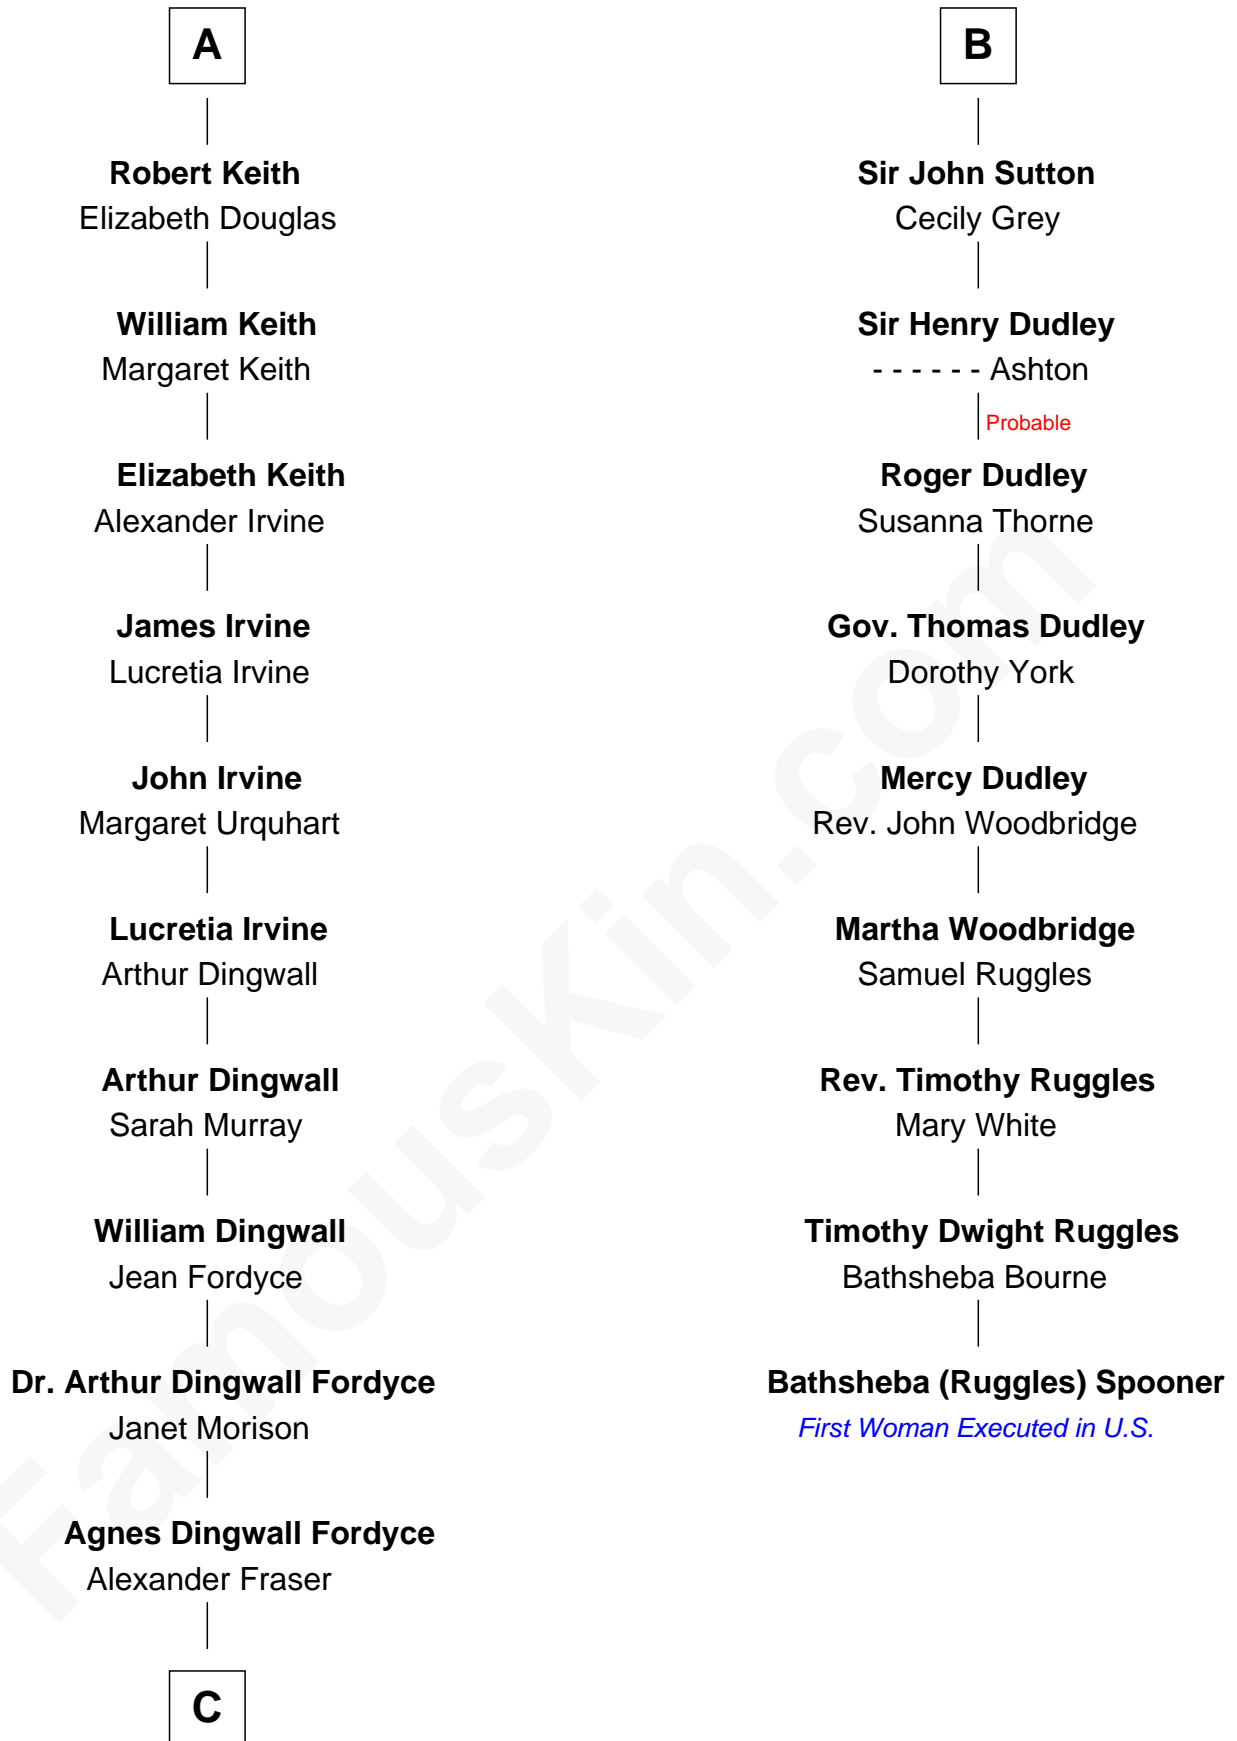 A
Robert Keith
Elizabeth Douglas
William Keith
Margaret Keith
Elizabeth Keith
Alexander Irvine
James Irvine
Lucretia Irvine
John Irvine
Margaret Urquhart
Lucretia Irvine
Arthur Dingwall
Arthur Dingwall
Sarah Murray
William Dingwall
Jean Fordyce
Dr. Arthur Dingwall Fordyce
Janet Morison
Agnes Dingwall Fordyce
Alexander Fraser
C
B
Sir John Sutton
Cecily Grey
Sir Henry Dudley
- - - - - - Ashton
Probable
Roger Dudley
Susanna Thorne
Gov. Thomas Dudley
Dorothy York
Mercy Dudley
Rev. John Woodbridge
Martha Woodbridge
Samuel Ruggles
Rev. Timothy Ruggles
Mary White
Timothy Dwight Ruggles
Bathsheba Bourne
Bathsheba (Ruggles) Spooner
First Woman Executed in U.S.
FamousKin.com